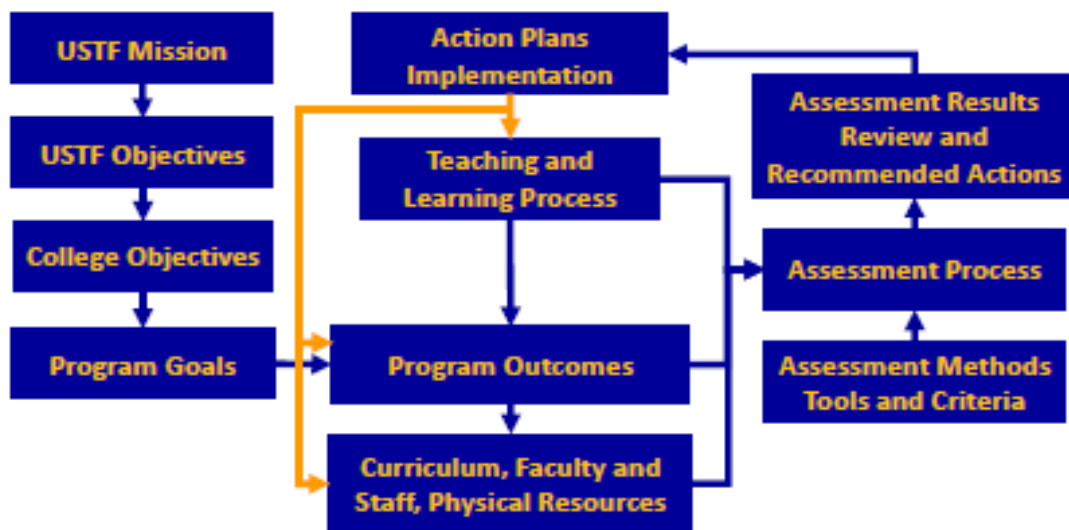 USTF Mission
USTF Objectives
College Objectives
Program Goals
Action Plans
Implementation
Teaching and
Learning Process
Program Outcomes
Curriculum, Faculty and
Staff, Physical Resources
Assessment Results
Review and
Recommended Actions
Assessment Process
Assessment Methods
Tools and Criteria